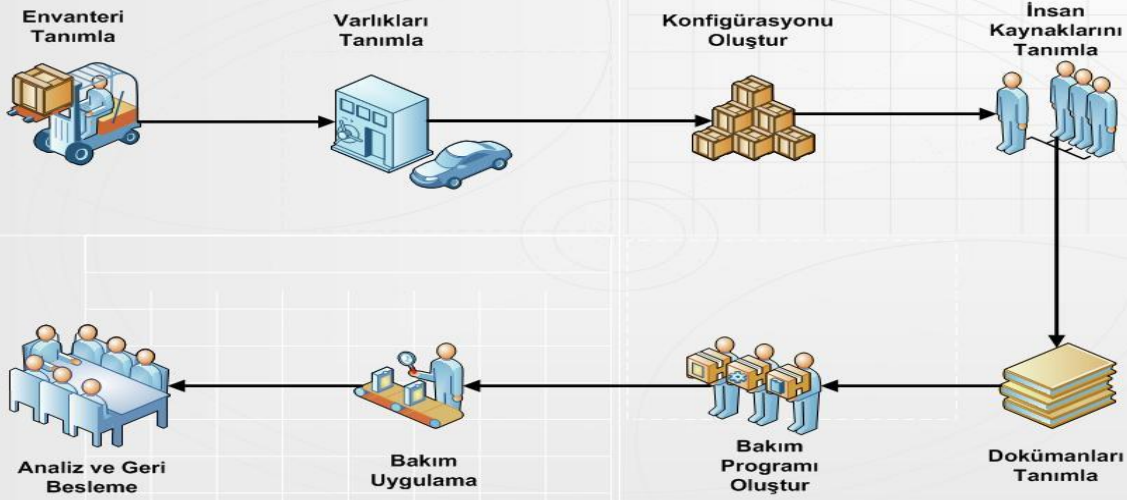 Envanteri
Tanımla
Varlıkları
Tanımla
Konfigürasyonu
Oluştur
İnsan
Kaynaklarını
Tanımla
Dokümanları
Tanımla
Bakım
Programı
Oluştur
Bakım
Uygulama
Analiz ve Geri
Besleme